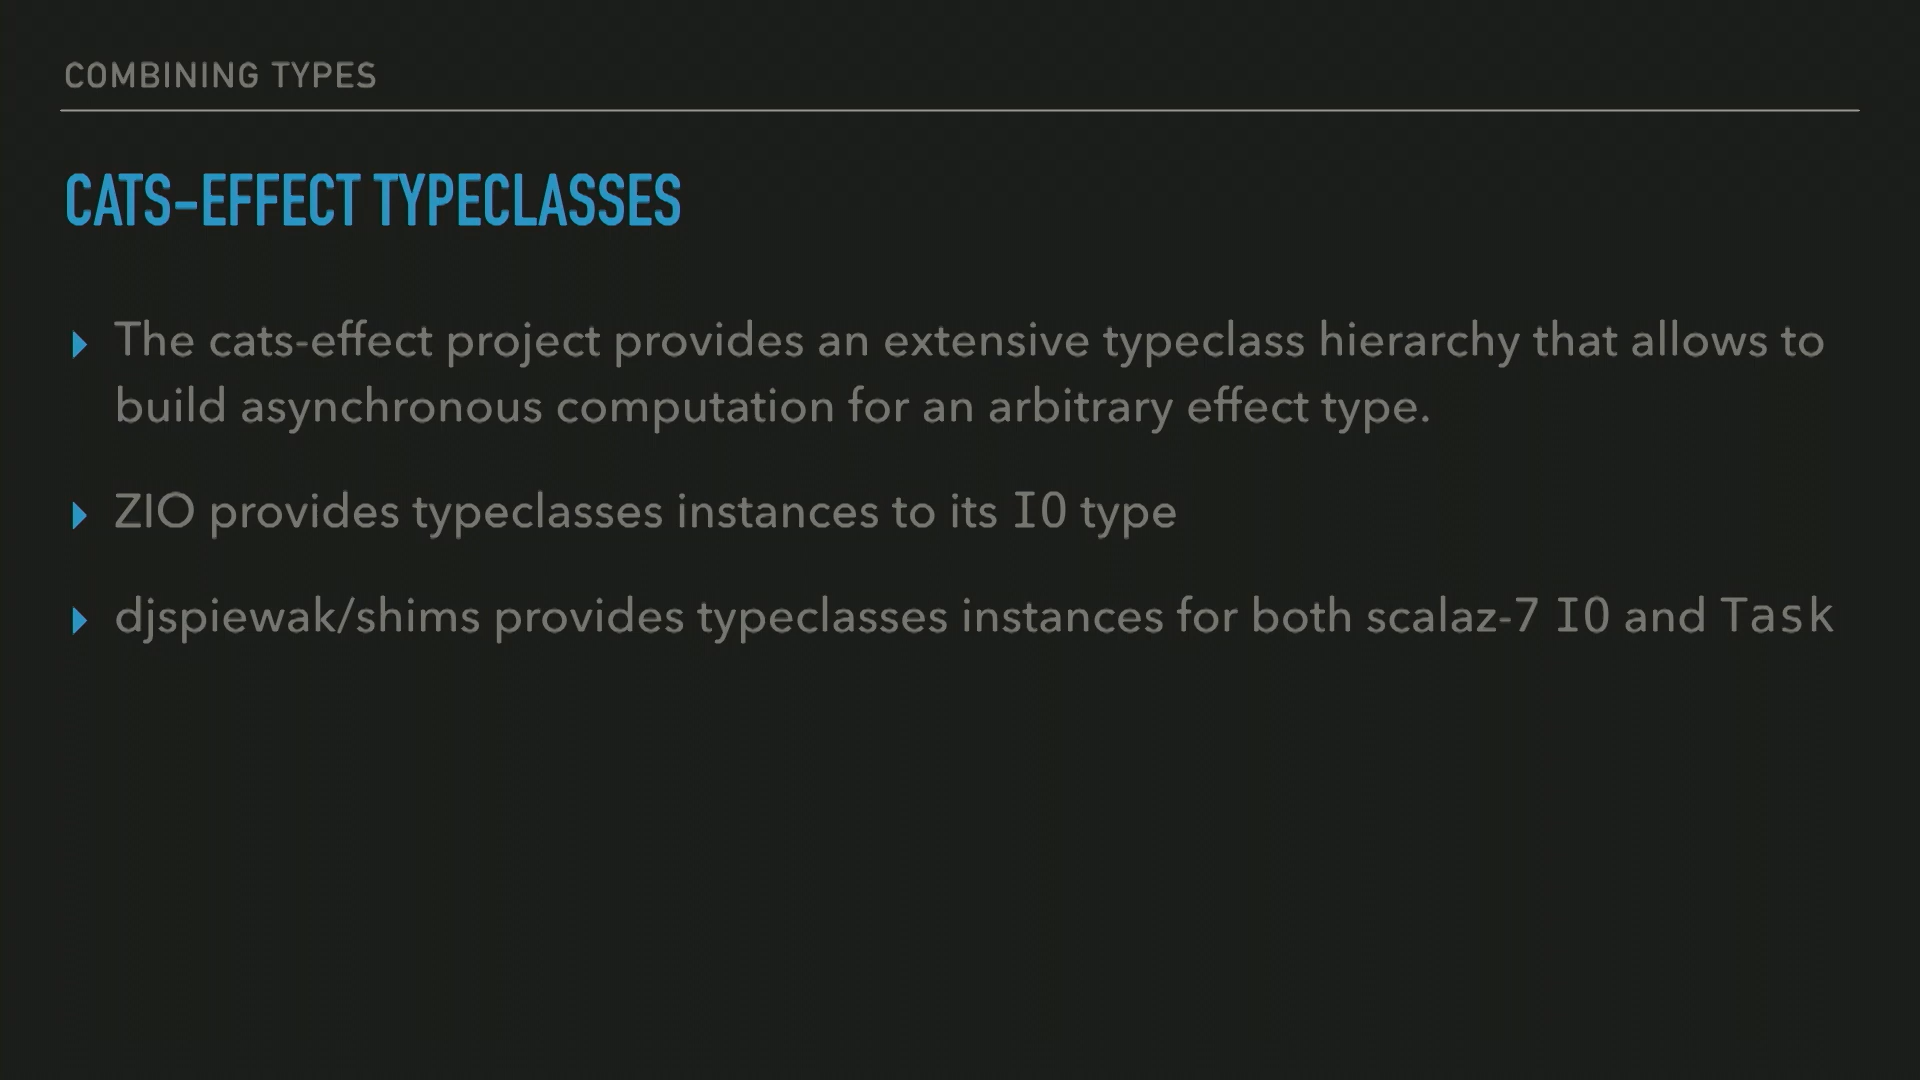 COMBINING TYPES
CATS-EFFECT TYPECLASSES
The cats-effect project provides an extensive typeclass hierarchy that allows to
build asynchronous computation for an arbitrary effect type.
ZIO provides typeclasses instances to its IO type
djspiewak/shims provides typeclasses instances for both scalaz-7 IO and Task